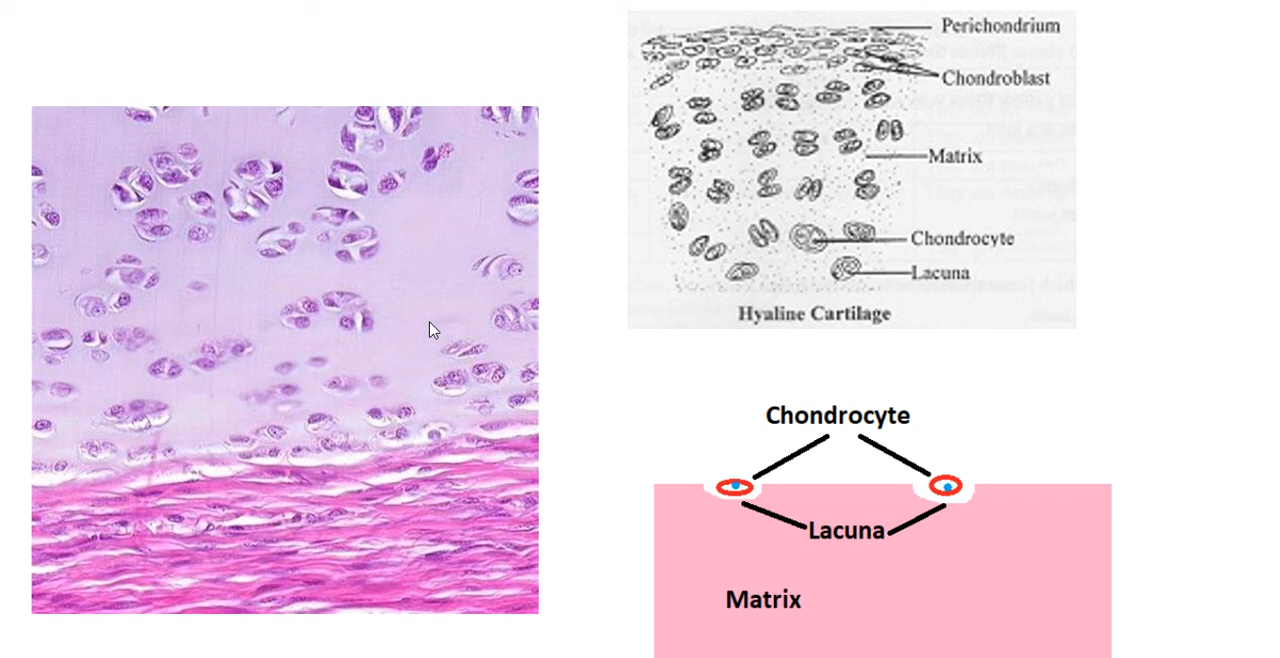 Perichondrium
Chondroblast
Matrix
Chondrocyte
Lacuna
Hyaline Cartilage
Chondrocyte
Lacuna
Matrix